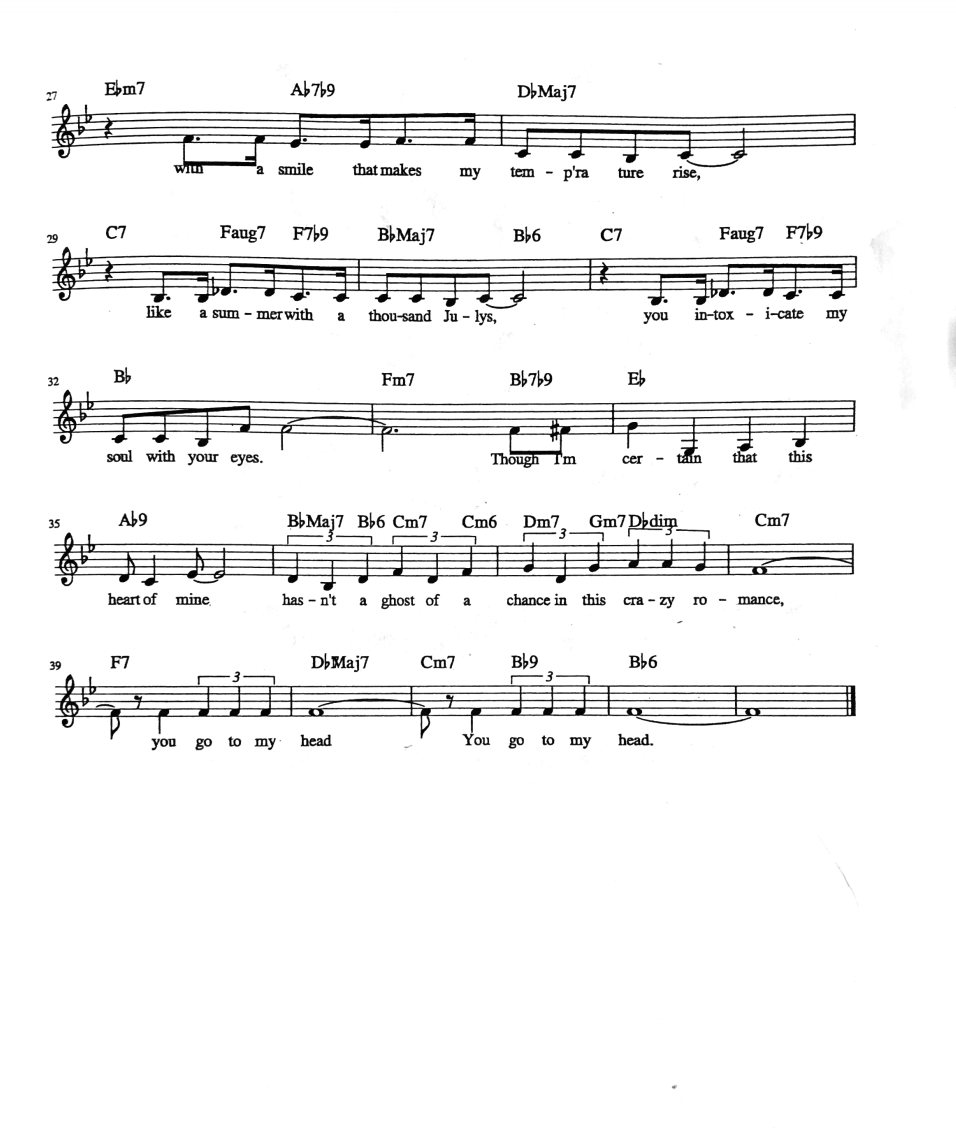 27 E♭m7 A♭7♭9 D♭Maj7
with a smile that makes my tem - p'ra ture rise,
29 C7 Faug7 F7♭9 B♭Maj7 B♭6 C7 Faug7 F7♭9
like a sum - mer with a thou-sand Ju - lys, you in-tox - i-cate my
32 B♭ Fm7 B♭7♭9 E♭
soul with your eyes. Though I'm cer - tain that this
35 A♭9 B♭Maj7 B♭6 Cm7 Cm6 Dm7 Gm7 D♭dim Cm7
3 3 3 3
heart of mine has - n't a ghost of a chance in this cra - zy ro - mance,
39 F7 D♭Maj7 Cm7 B♭9 B♭6
3 3
you go to my head You go to my head.